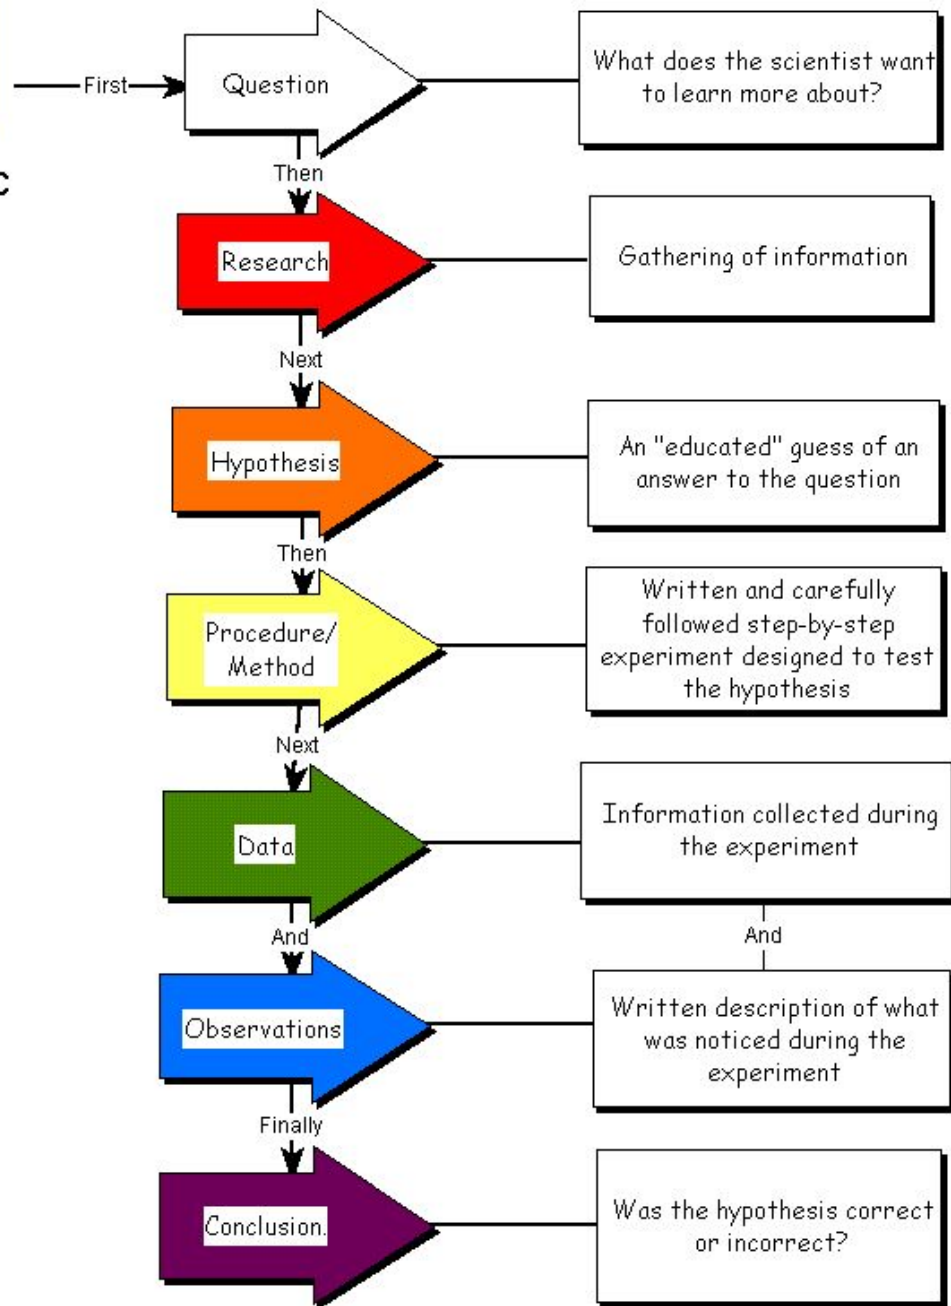 First
Question
What does the scientist want
to learn more about?
Then
c
Research
Gathering of information
Next
Hypothesis
An "educated" guess of an
answer to the question
Then
Procedure/
Method
Written and carefully
followed step-by-step
experiment designed to test
the hypothesis
Next
Data
Information collected during
the experiment
And
And
Observations
Written description of what
was noticed during the
experiment
Finally
Conclusion.
Was the hypothesis correct
or incorrect?